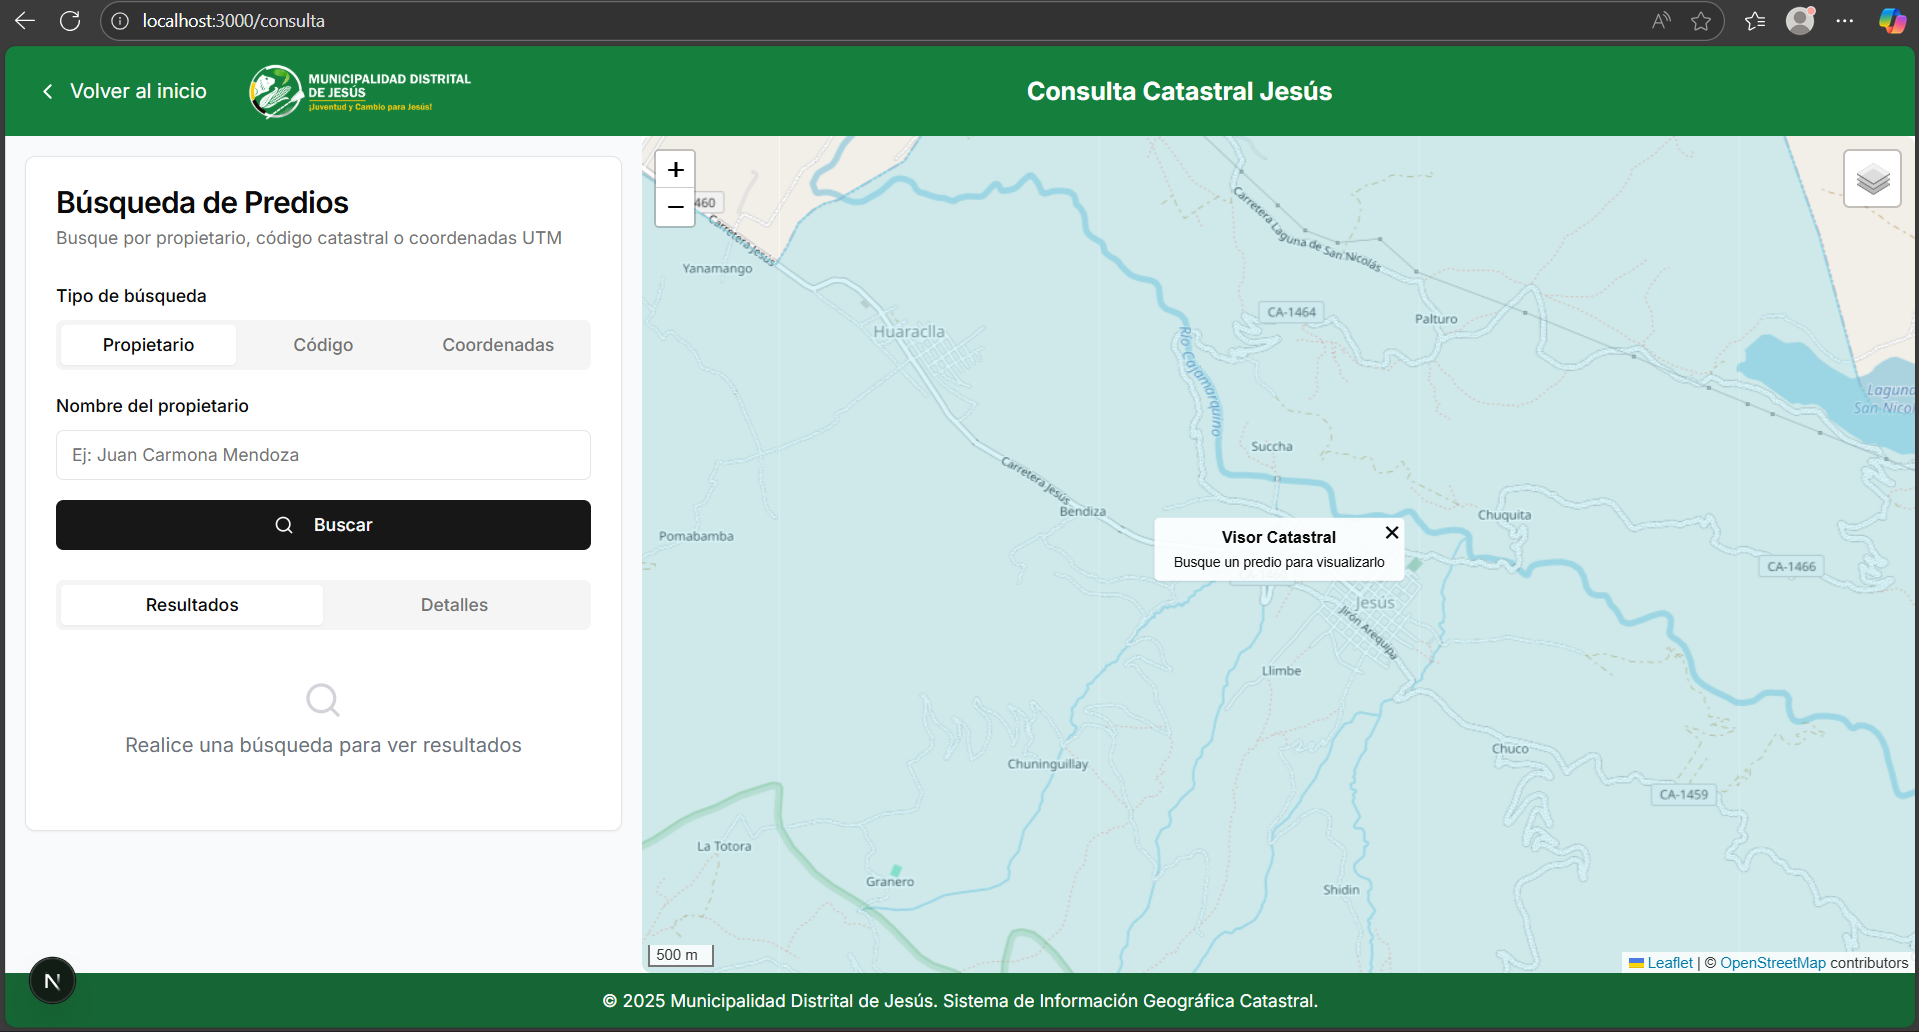 localhost:3000/consulta
Volver al inicio
MUNICIPALIDAD DISTRITAL
DE JESÚS
¡Juventud y Cambio para Jesús!
Consulta Catastral Jesús
Búsqueda de Predios
Busque por propietario, código catastral o coordenadas UTM
Tipo de búsqueda
Propietario Código Coordenadas
Nombre del propietario
Ej: Juan Carmona Mendoza
Buscar
Resultados Detalles
Realice una búsqueda para ver resultados
+
−
460
Carretera Jesús
Yanamango
Huaraclla
Carretera Laguna de San Nicolás
CA-1464
Palturo
Río Cajamarquino
Laguna
San Nico
Succha
Carretera Jesús
Bendiza
Chuquita
Pomabamba
Visor Catastral
Busque un predio para visualizarlo
CA-1466
Jesús
Jirón Arequipa
Llimbe
Chuco
Chuninguillay
CA-1459
La Totora
Granero
Shidin
500 m
Leaflet | © OpenStreetMap contributors
N
© 2025 Municipalidad Distrital de Jesús. Sistema de Información Geográfica Catastral.